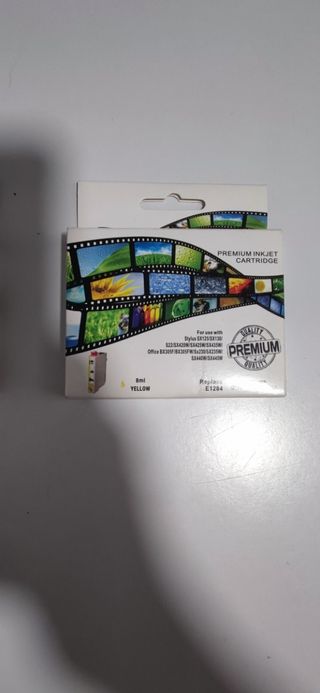 PREMIUM INKJET
CARTRIDGE
For use with
Stylus SX125/SX130/
S22/SX420W/SX425W/SX435W/
Office BX305F/BX305FW/Sx230/SX235W/
SX440W/SX445W
QUALITY
PREMIUM
QUALITY
8ml
YELLOW
E1284